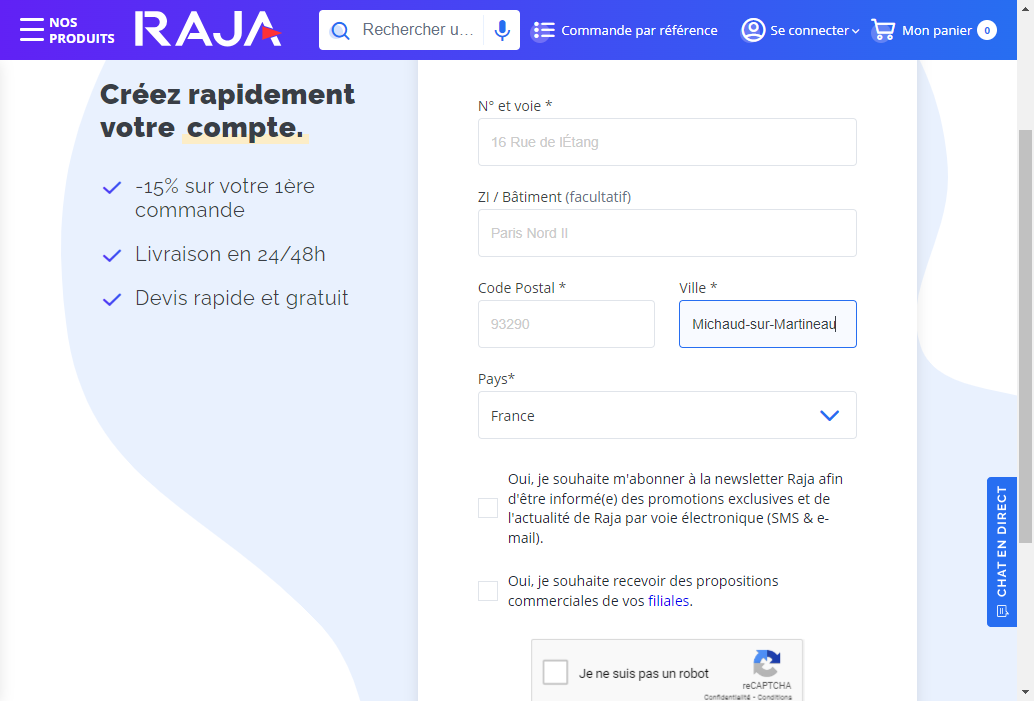 NOS
PRODUITS
RAJA
Rechercher u...
Commande par référence
Se connecter
Mon panier
0
Créez rapidement
votre compte.
-15% sur votre 1ère
commande
Livraison en 24/48h
Devis rapide et gratuit
N° et voie *
16 Rue de lÉtang
ZI / Bâtiment (facultatif)
Paris Nord II
Code Postal *
Ville *
93290
Michaud-sur-Martineau
Pays*
France
Oui, je souhaite m'abonner à la newsletter Raja afin
d'être informé(e) des promotions exclusives et de
l'actualité de Raja par voie électronique (SMS & e-
mail).
Oui, je souhaite recevoir des propositions
commerciales de vos filiales.
Je ne suis pas un robot
reCAPTCHA
Confidentialité - Conditions
CHAT EN DIRECT